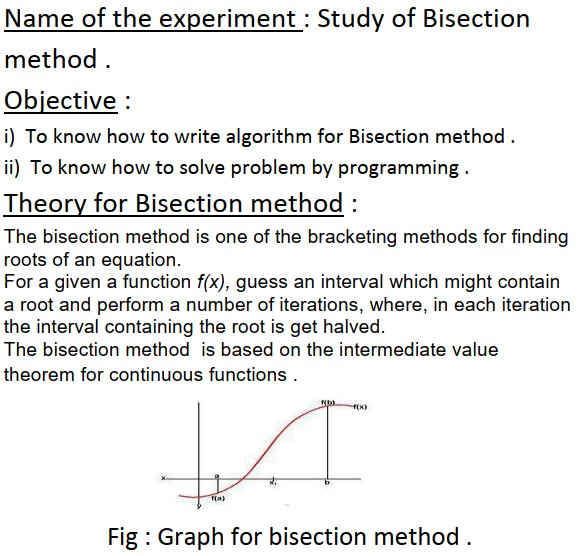 Name of the experiment : Study of Bisection
method .
Objective :
i) To know how to write algorithm for Bisection method .
ii) To know how to solve problem by programming .
Theory for Bisection method :
The bisection method is one of the bracketing methods for finding
roots of an equation.
For a given a function f(x), guess an interval which might contain
a root and perform a number of iterations, where, in each iteration
the interval containing the root is get halved.
The bisection method is based on the intermediate value
theorem for continuous functions .
f(b) f(x)
x a x₁ b
f(a)
y
Fig : Graph for bisection method .